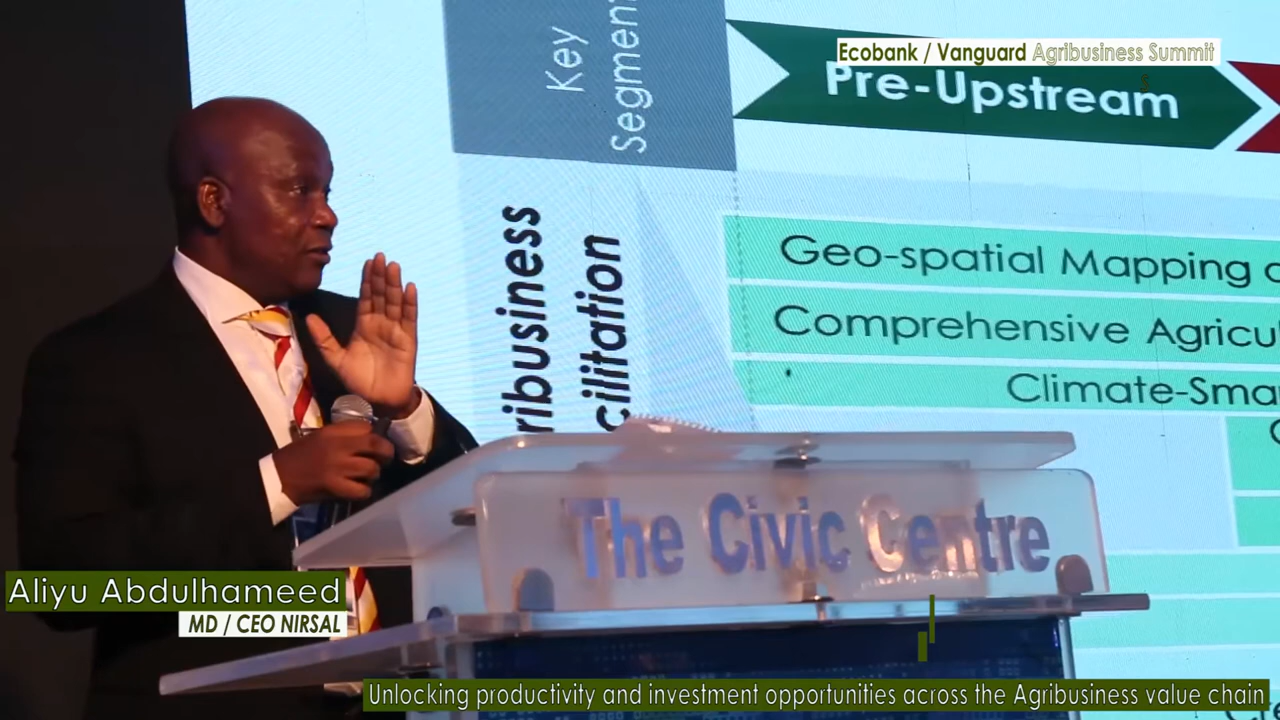 Key
Segment
Ecobank / Vanguard Agribusiness Summit
Pre-Upstream
ribusiness
cilitation
Geo-spatial Mapping
Comprehensive Agricu
Climate-Sma
The Civic Centre
Aliyu Abdulhameed
MD / CEO NIRSAL
Unlocking productivity and investment opportunities across the Agribusiness value chain